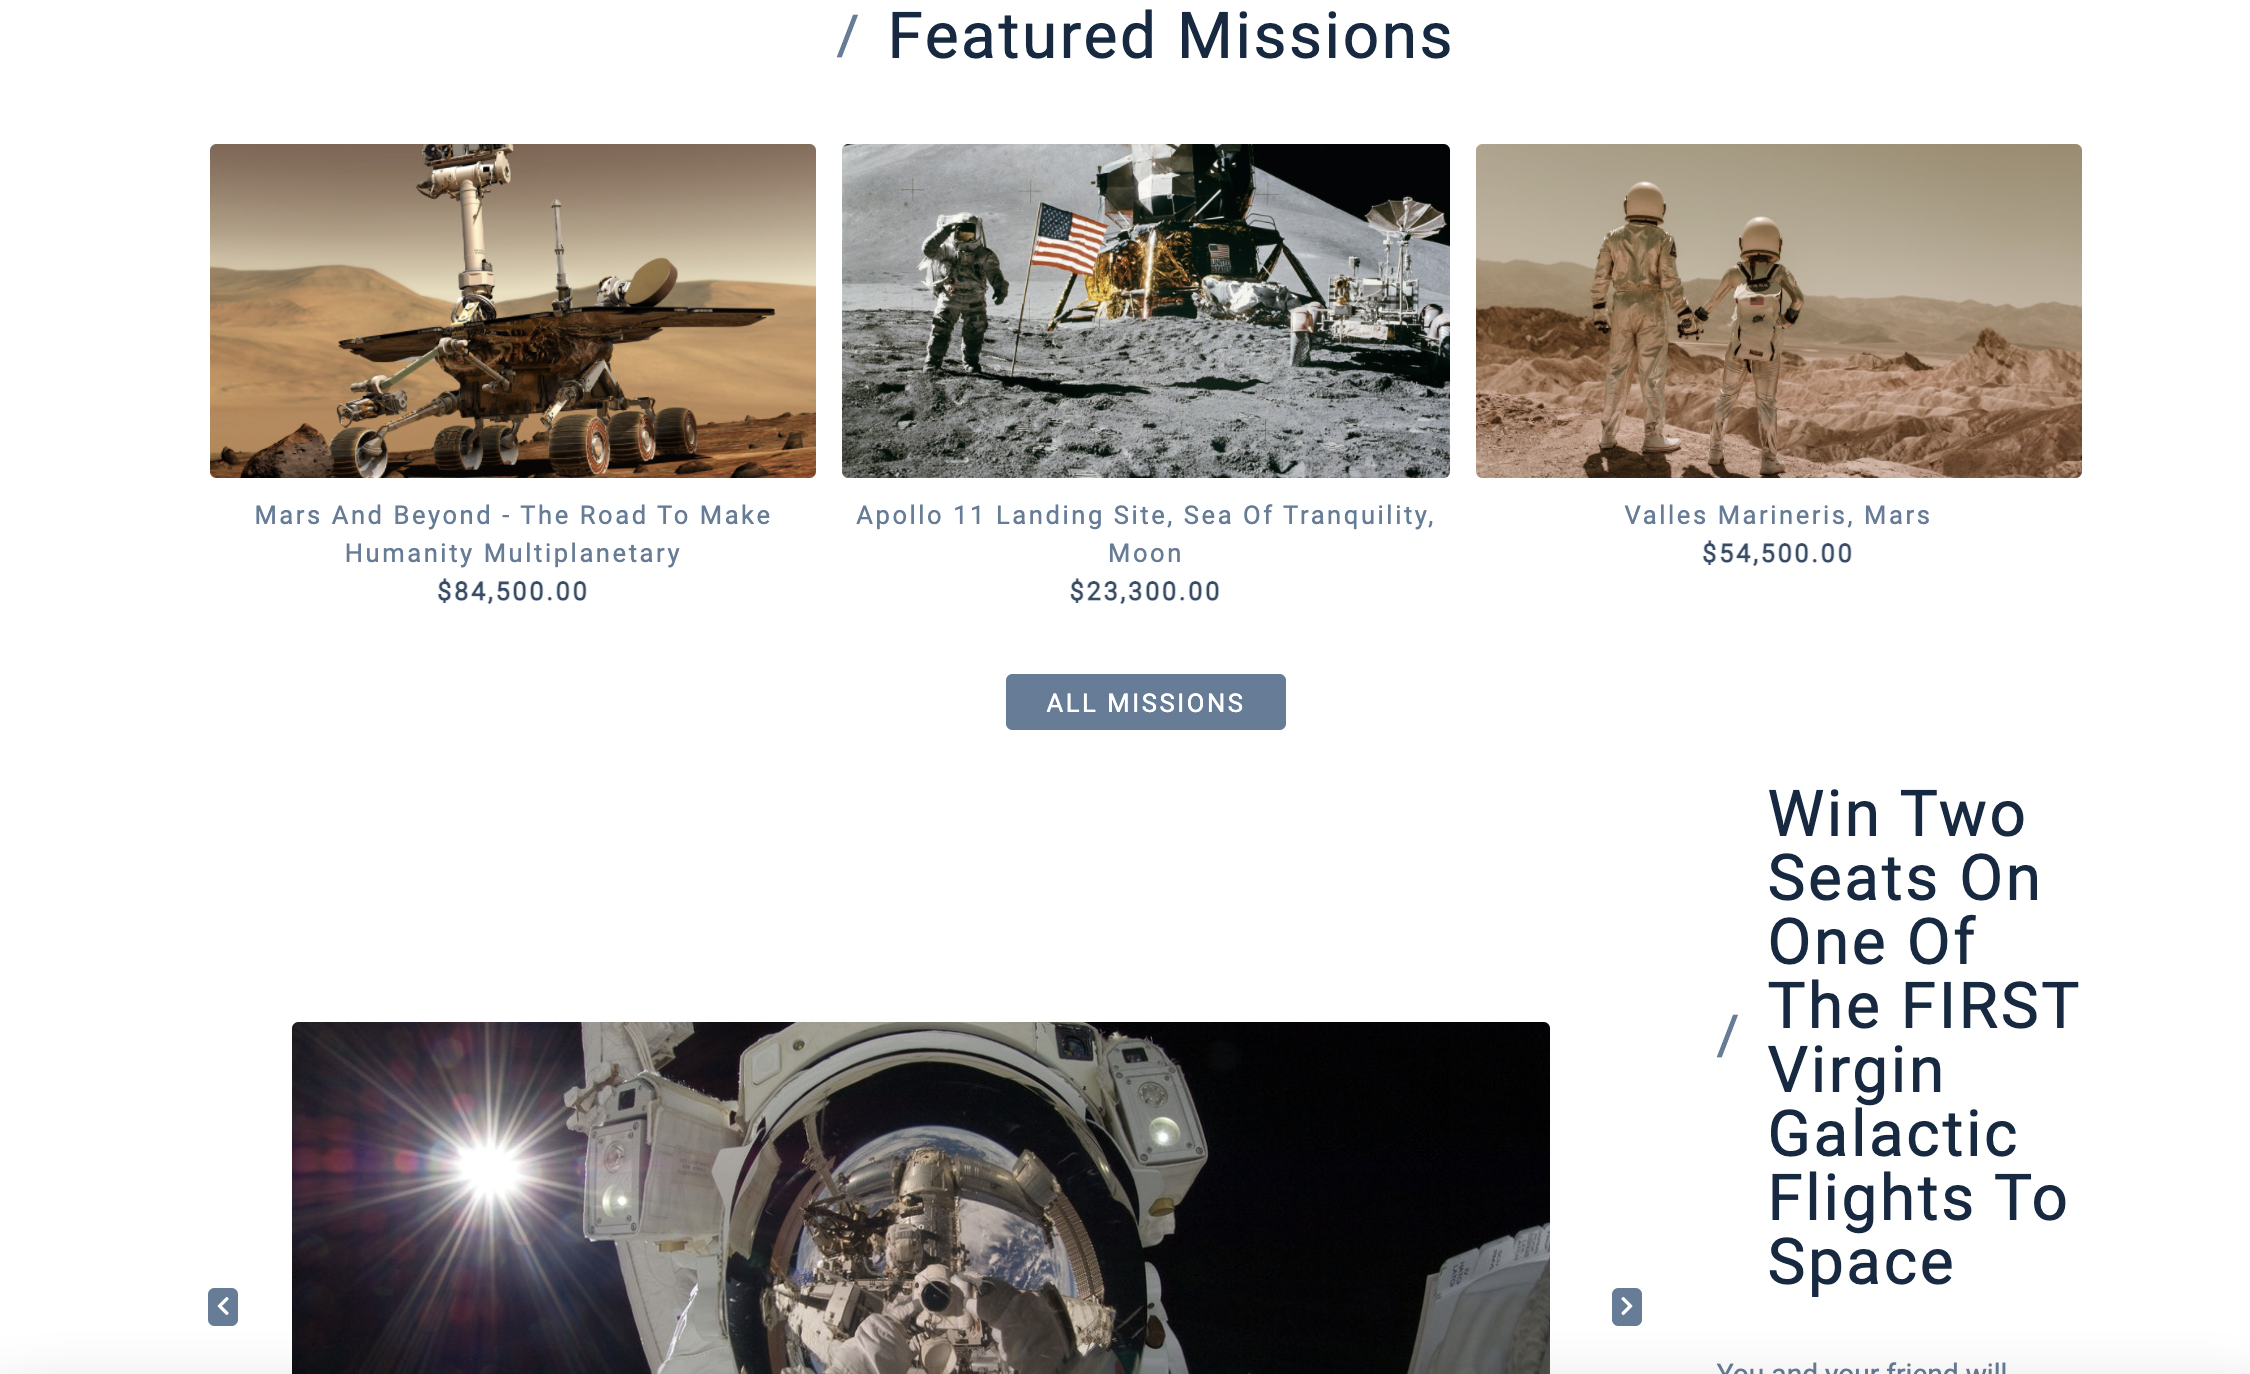 / Featured Missions
Mars And Beyond - The Road To Make
Humanity Multiplanetary
$84,500.00
Apollo 11 Landing Site, Sea Of Tranquility,
Moon
$23,300.00
Valles Marineris, Mars
$54,500.00
ALL MISSIONS
/
Win Two
Seats On
One Of
The FIRST
Virgin
Galactic
Flights To
Space
You and your friend will